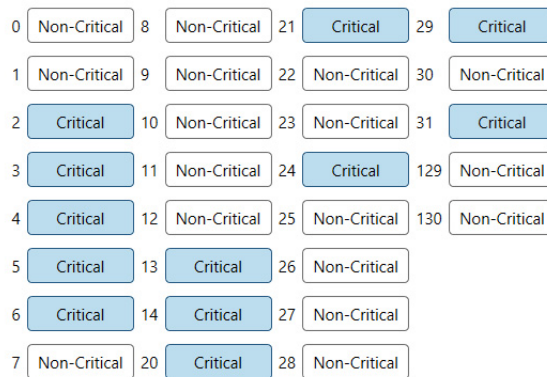 0 Non-Critical 8 Non-Critical 21 Critical 29 Critical
1 Non-Critical 9 Non-Critical 22 Non-Critical 30 Non-Critical
2 Critical 10 Non-Critical 23 Non-Critical 31 Critical
3 Critical 11 Non-Critical 24 Critical 129 Non-Critical
4 Critical 12 Non-Critical 25 Non-Critical 130 Non-Critical
5 Critical 13 Critical 26 Non-Critical
6 Critical 14 Critical 27 Non-Critical
7 Non-Critical 20 Critical 28 Non-Critical